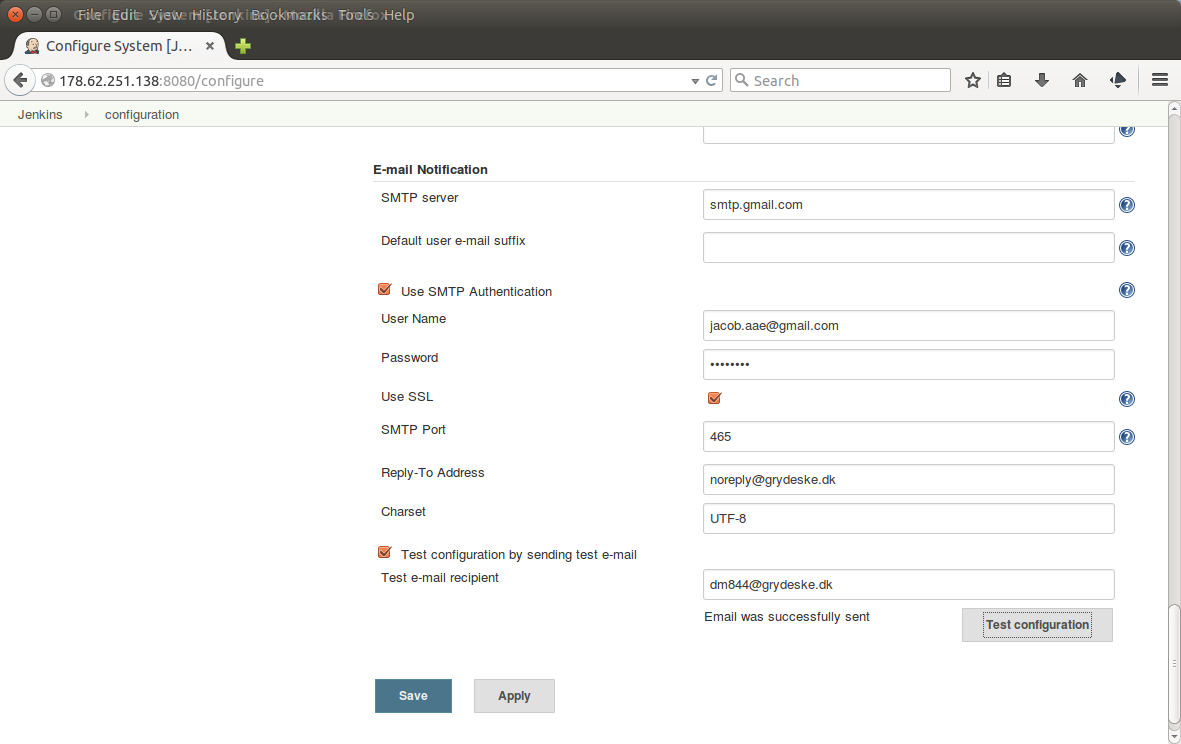 File Edit View History Bookmarks Tools Help
Configure System [J...
178.62.251.138:8080/configure
Search
Jenkins configuration
E-mail Notification
SMTP server smtp.gmail.com
Default user e-mail suffix
Use SMTP Authentication
User Name jacob.aae@gmail.com
Password ••••••••
Use SSL
SMTP Port 465
Reply-To Address noreply@grydeske.dk
Charset UTF-8
Test configuration by sending test e-mail
Test e-mail recipient dm844@grydeske.dk
Email was successfully sent Test configuration
Save Apply